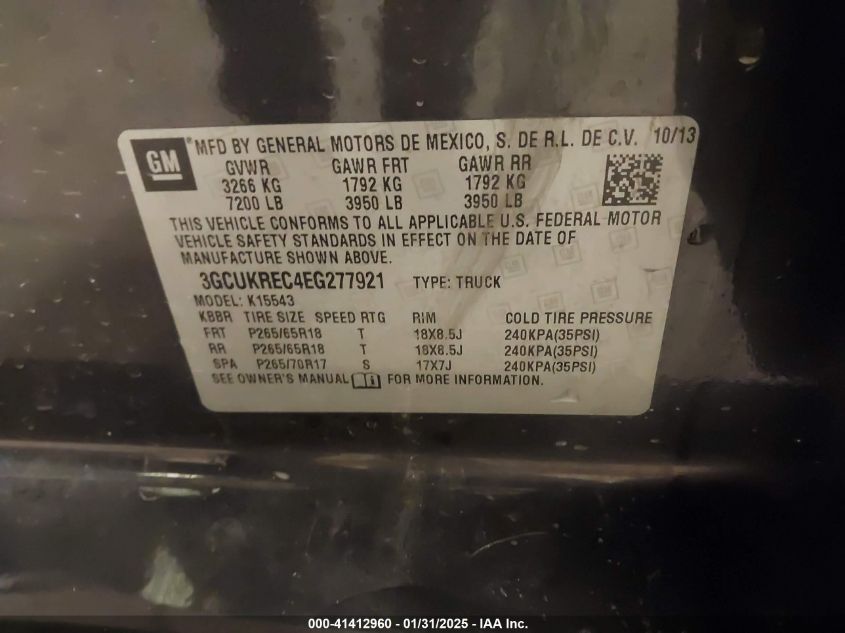 GM
MFD BY GENERAL MOTORS DE MEXICO, S. DE R.L. DE C.V. 10/13
GVWR GAWR FRT GAWR RR
3266 KG 1792 KG 1792 KG
7200 LB 3950 LB 3950 LB
THIS VEHICLE CONFORMS TO ALL APPLICABLE U.S. FEDERAL MOTOR
VEHICLE SAFETY STANDARDS IN EFFECT ON THE DATE OF
MANUFACTURE SHOWN ABOVE.
3GCUKREC4EG277921 TYPE: TRUCK
MODEL: K15543
KBBR TIRE SIZE SPEED RTG RIM COLD TIRE PRESSURE
FRT P265/65R18 T 18X8.5J 240KPA(35PSI)
RR P265/65R18 T 18X8.5J 240KPA(35PSI)
SPA P265/70R17 S 17X7J 240KPA(35PSI)
SEE OWNER'S MANUAL FOR MORE INFORMATION.
000-41412960 - 01/31/2025 - IAA Inc.